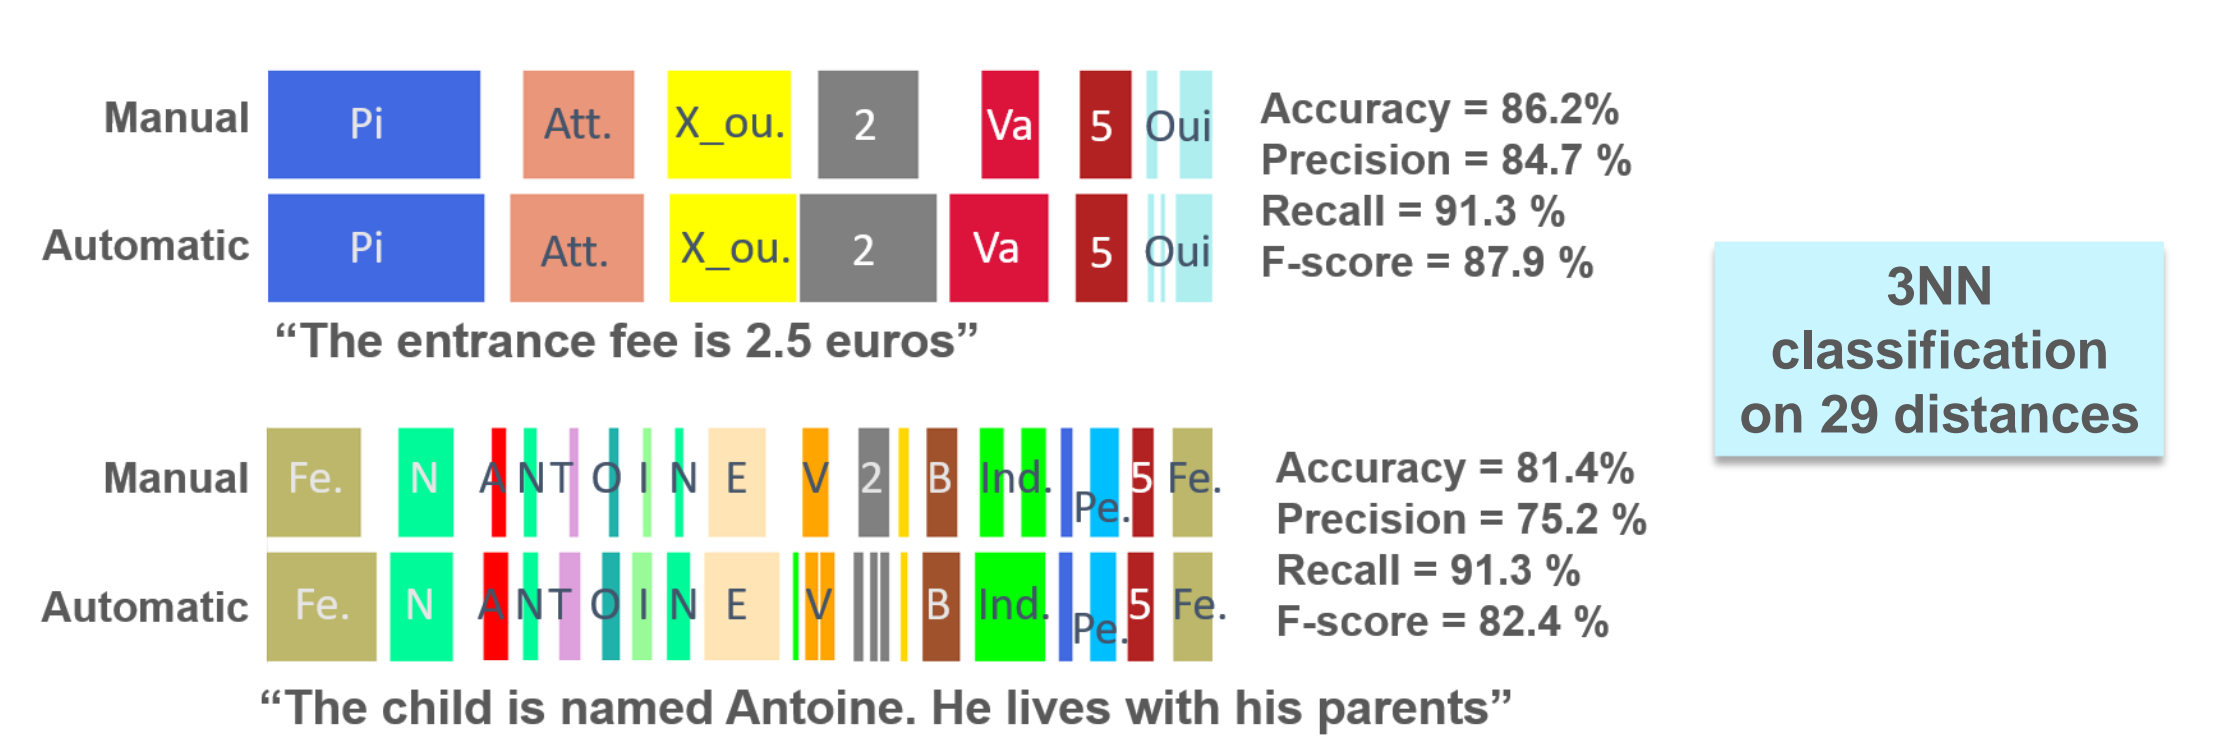 Manual Pi Att. X_ou. 2 Va 5 Oui
Automatic Pi Att. X_ou. 2 Va 5 Oui
Accuracy = 86.2%
Precision = 84.7 %
Recall = 91.3 %
F-score = 87.9 %
“The entrance fee is 2.5 euros”
3NN
classification
on 29 distances
Manual Fe. N A N T O I N E V 2 B Ind. Pe. 5 Fe.
Automatic Fe. N A N T O I N E V B Ind. Pe. 5 Fe.
Accuracy = 81.4%
Precision = 75.2 %
Recall = 91.3 %
F-score = 82.4 %
“The child is named Antoine. He lives with his parents”